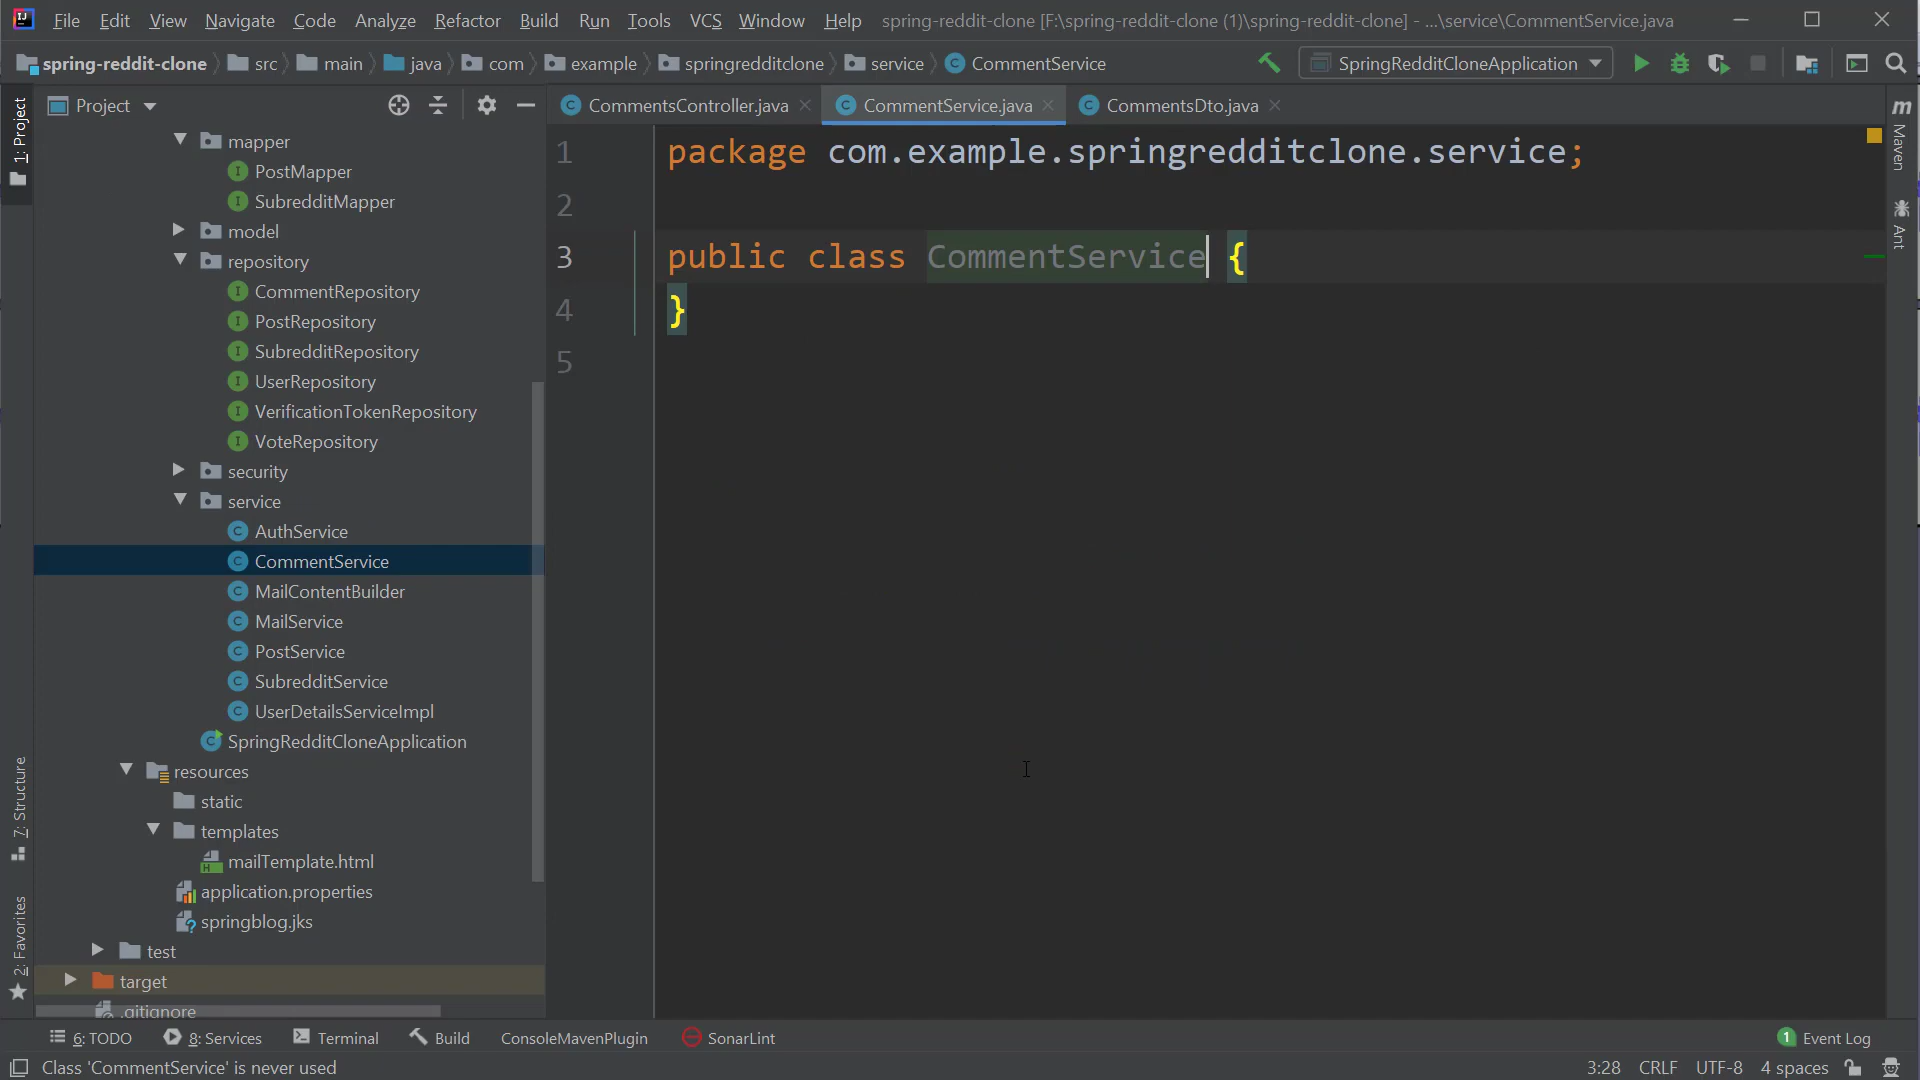 File Edit View Navigate Code Analyze Refactor Build Run Tools VCS Window Help spring-reddit-clone [F:\spring-reddit-clone (1)\spring-reddit-clone] - ...\service\CommentService.java
spring-reddit-clone src main java com example springredditclone service CommentService SpringRedditCloneApplication
Project CommentsController.java CommentService.java CommentsDto.java
1: Project
7: Structure
2: Favorites
mapper
PostMapper
SubredditMapper
model
repository
CommentRepository
PostRepository
SubredditRepository
UserRepository
VerificationTokenRepository
VoteRepository
security
service
AuthService
CommentService
MailContentBuilder
MailService
PostService
SubredditService
UserDetailsServiceImpl
SpringRedditCloneApplication
resources
static
templates
mailTemplate.html
application.properties
springblog.jks
test
target
.gitignore
1 package com.example.springredditclone.service;
2
3 public class CommentService {
4 }
5
m Maven
Ant
6: TODO 8: Services Terminal Build ConsoleMavenPlugin SonarLint 1 Event Log
Class 'CommentService' is never used 3:28 CRLF UTF-8 4 spaces